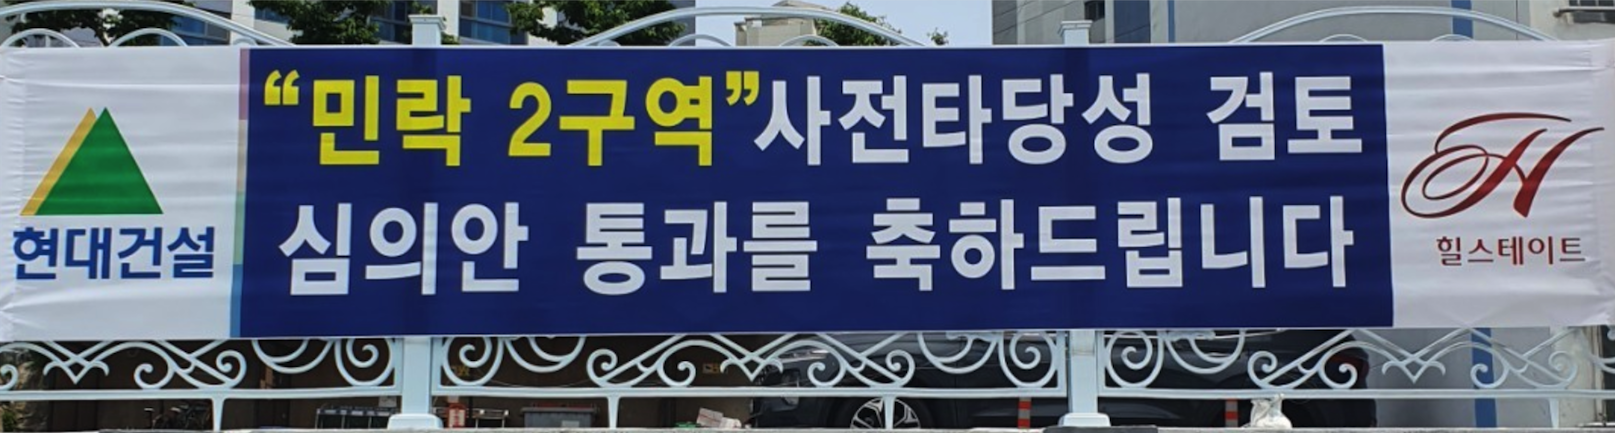 “민락 2구역”사전타당성 검토
심의안 통과를 축하드립니다
현대건설
H
힐스테이트